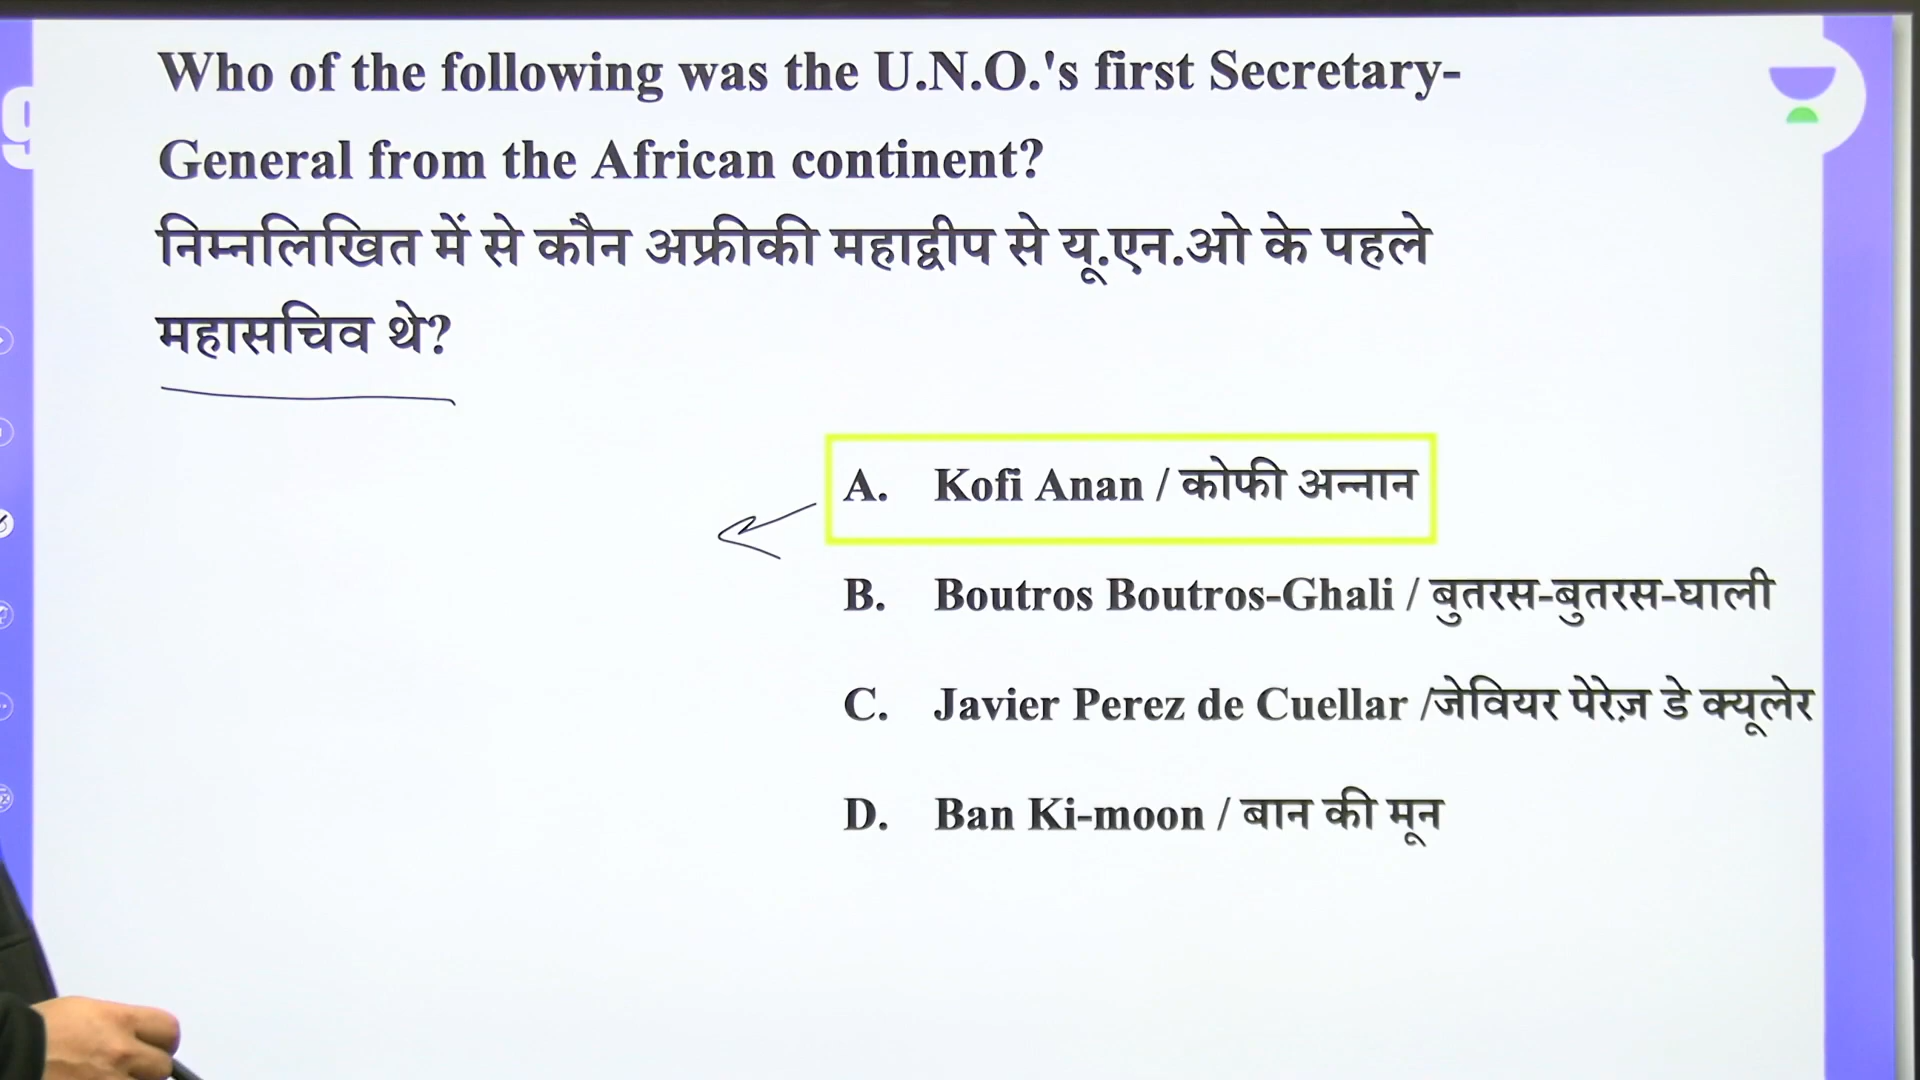 Who of the following was the U.N.O.'s first Secretary-
General from the African continent?
निम्नलिखित में से कौन अफ्रीकी महाद्वीप से यू.एन.ओ के पहले
महासचिव थे?
A. Kofi Anan / कोफी अन्नान
B. Boutros Boutros-Ghali / बुतरस-बुतरस-घाली
C. Javier Perez de Cuellar /जेवियर पेरेज़ डे क्यूलेर
D. Ban Ki-moon / बान की मून